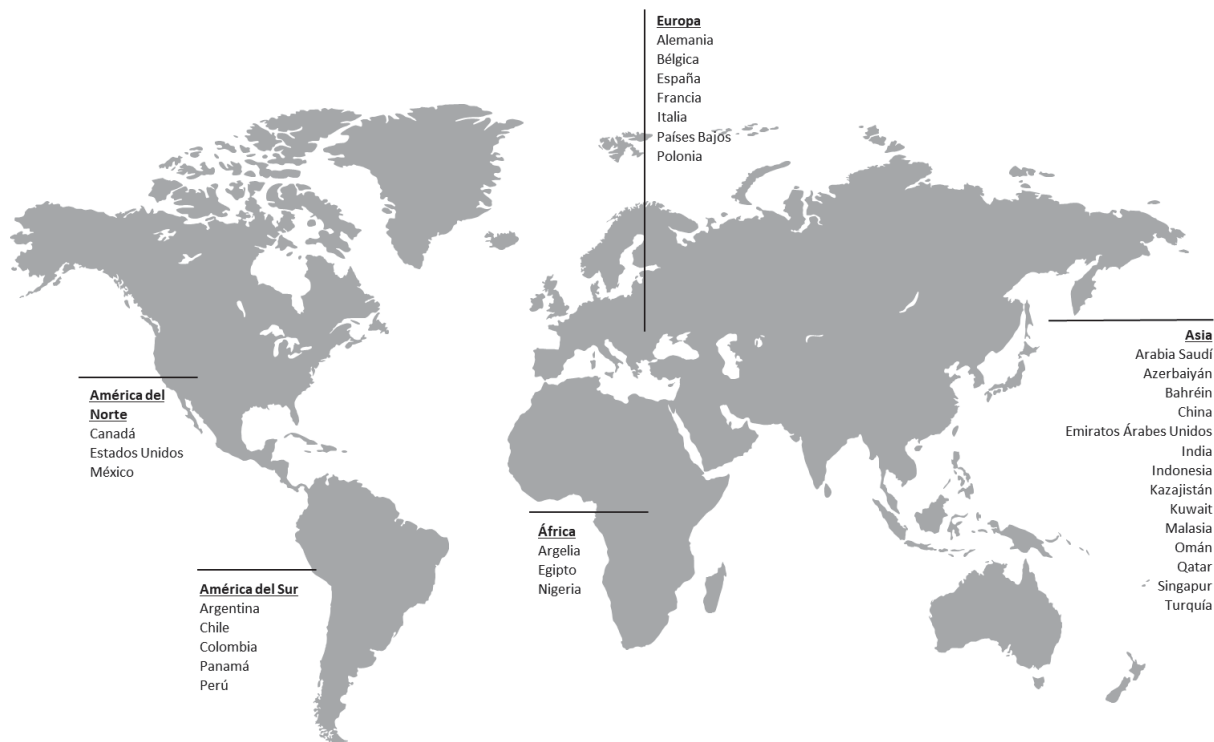 Europa
Alemania
Bélgica
España
Francia
Italia
Países Bajos
Polonia
América del
Norte
Canadá
Estados Unidos
México
América del Sur
Argentina
Chile
Colombia
Panamá
Perú
África
Argelia
Egipto
Nigeria
Asia
Arabia Saudí
Azerbaiyán
Bahréin
China
Emiratos Árabes Unidos
India
Indonesia
Kazajistán
Kuwait
Malasia
Omán
Qatar
Singapur
Turquía